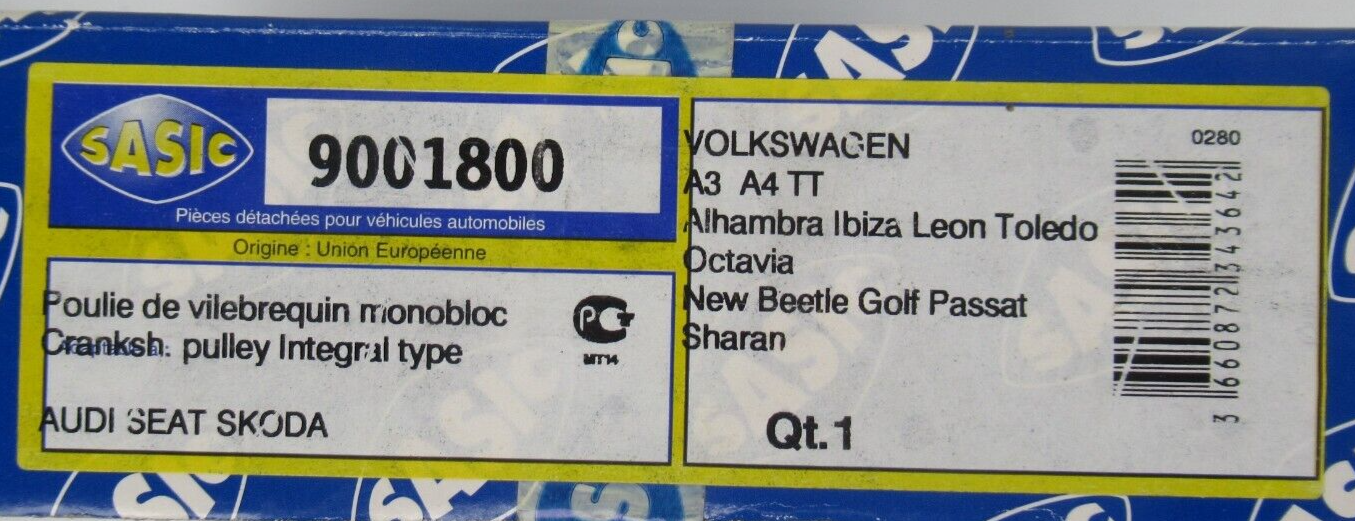 SASIC
9001800
Pièces détachées pour véhicules automobiles
Origine : Union Européenne
Poulie de vilebrequin monobloc
Cranksh. pulley Integral type
AUDI SEAT SKODA
PCT
MT14
VOLKSWAGEN
A3 A4 TT
Alhambra Ibiza Leon Toledo
Octavia
New Beetle Golf Passat
Sharan
Qt.1
0280
3 660872 343642